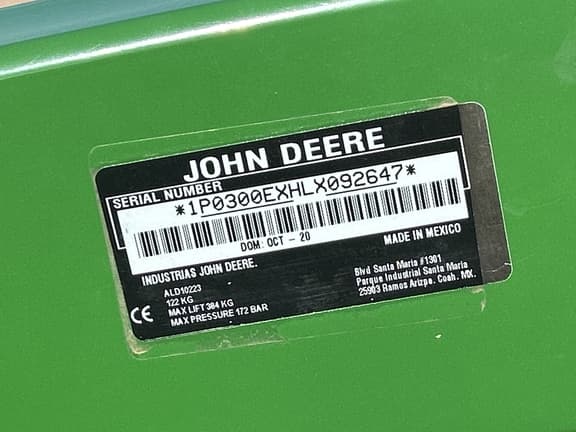 JOHN DEERE
SERIAL NUMBER
*1P0300EXHLX092647*
DOM: OCT - 20
MADE IN MEXICO
INDUSTRIAS JOHN DEERE.
ALD10223
122 KG
MAX LIFT 384 KG
MAX PRESSURE 172 BAR
CE
Blvd Santa Maria #1301
Parque Industrial Santa Maria
25903 Ramos Arizpe. Coah. MX.